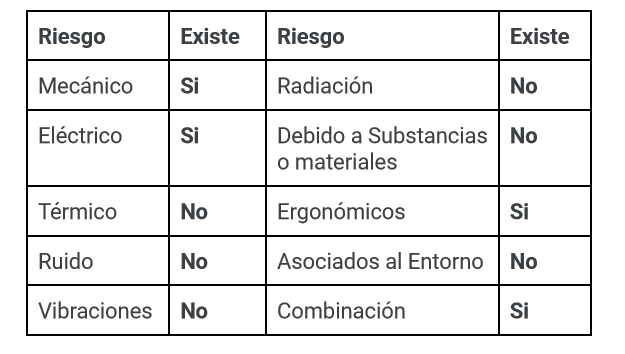 Riesgo Existe Riesgo Existe
Mecánico Si Radiación No
Eléctrico Si Debido a Substancias No
o materiales
Térmico No Ergonómicos Si
Ruido No Asociados al Entorno No
Vibraciones No Combinación Si